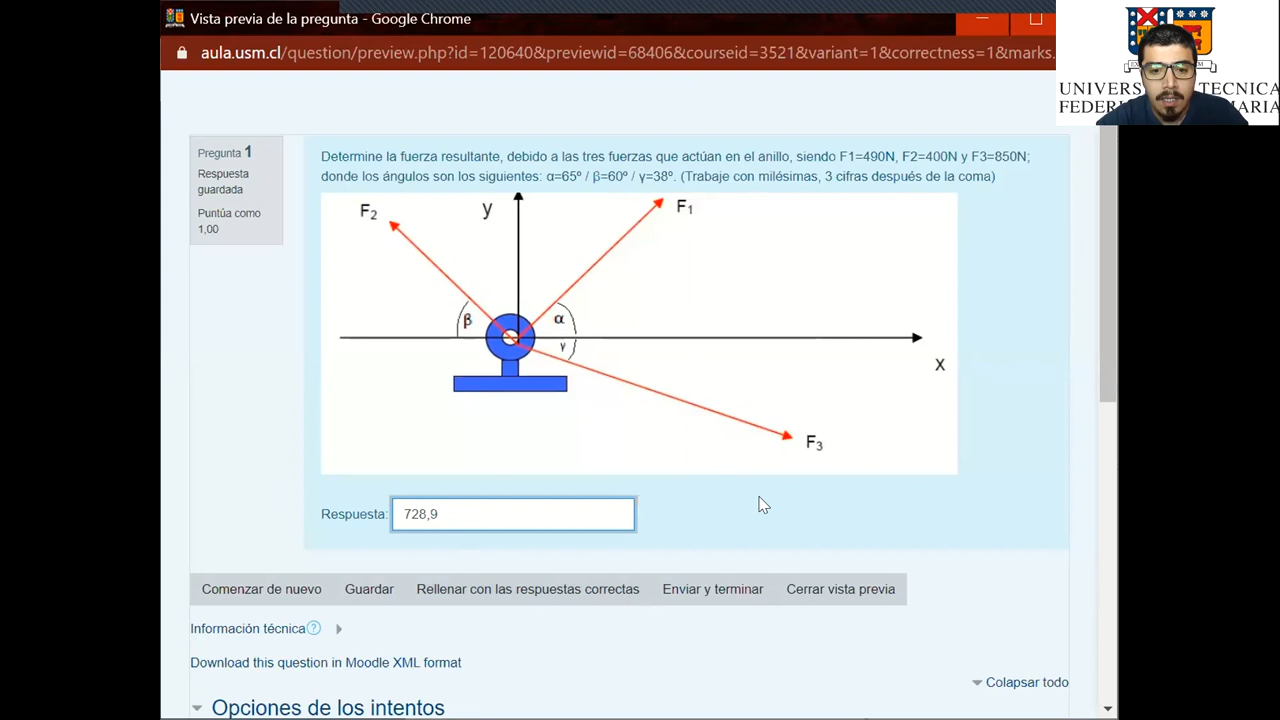 Vista previa de la pregunta - Google Chrome
aula.usm.cl/question/preview.php?id=120640&previewid=68406&courseid=3521&variant=1&correctness=1&marks.
TECNICA
FEDERI
MARIA
Pregunta 1
Respuesta
guardada
Puntúa como
1,00
Determine la fuerza resultante, debido a las tres fuerzas que actúan en el anillo, siendo F1=490N, F2=400N y F3=850N;
donde los ángulos son los siguientes: α=65º / β=60º / γ=38º. (Trabaje con milésimas, 3 cifras después de la coma)
F2
y
F1
β
α
γ
x
F3
Respuesta: 728,9
Comenzar de nuevo Guardar Rellenar con las respuestas correctas Enviar y terminar Cerrar vista previa
Información técnica ?
Download this question in Moodle XML format
Colapsar todo
Opciones de los intentos